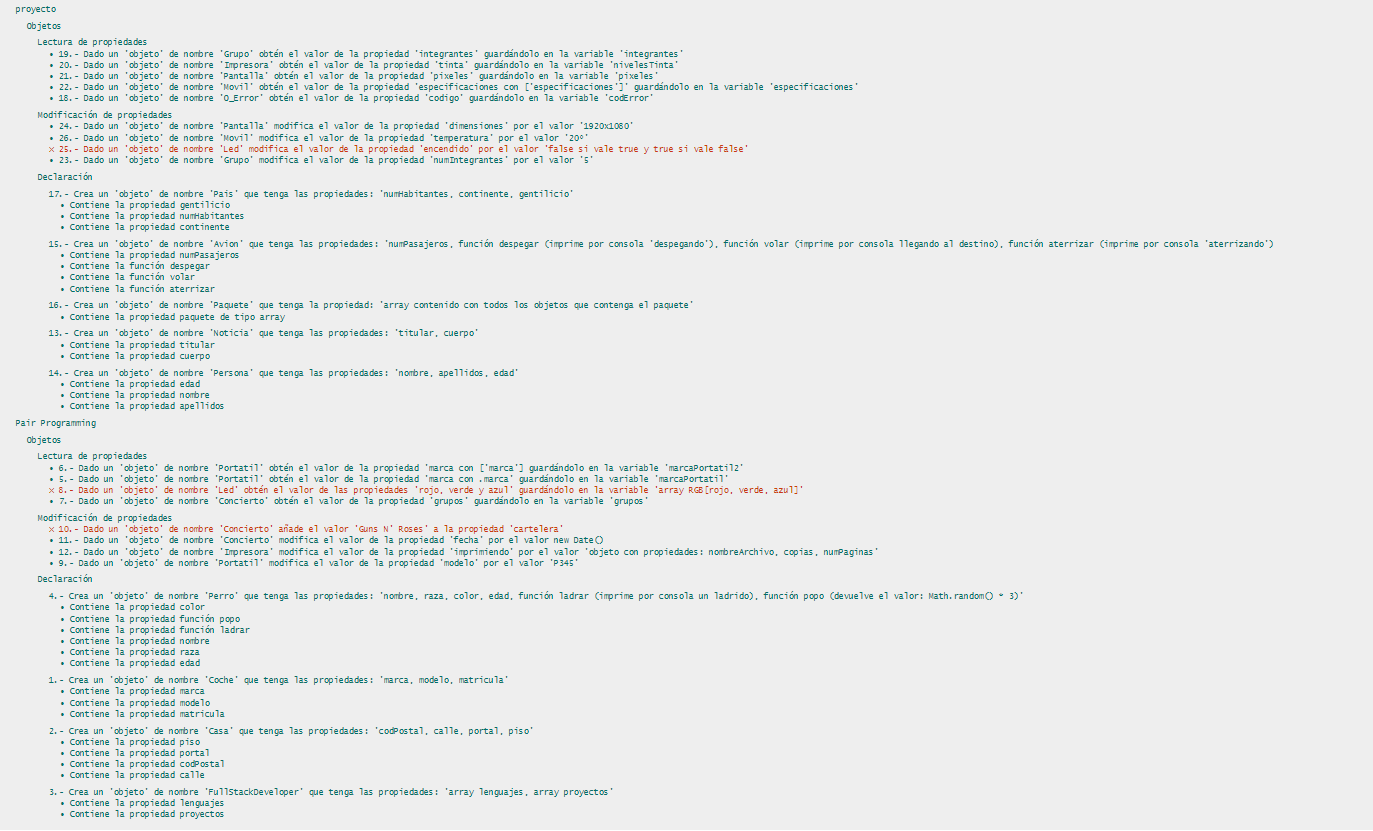 proyecto
Objetos
Lectura de propiedades
• 19.- Dado un 'objeto' de nombre 'Grupo' obtén el valor de la propiedad 'integrantes' guardándolo en la variable 'integrantes'
• 20.- Dado un 'objeto' de nombre 'Impresora' obtén el valor de la propiedad 'tinta' guardándolo en la variable 'nivelesTinta'
• 21.- Dado un 'objeto' de nombre 'Pantalla' obtén el valor de la propiedad 'pixeles' guardándolo en la variable 'pixeles'
• 22.- Dado un 'objeto' de nombre 'Movil' obtén el valor de la propiedad 'especificaciones con ['especificaciones']' guardándolo en la variable 'especificaciones'
• 18.- Dado un 'objeto' de nombre 'O_Error' obtén el valor de la propiedad 'codigo' guardándolo en la variable 'codError'
Modificación de propiedades
• 24.- Dado un 'objeto' de nombre 'Pantalla' modifica el valor de la propiedad 'dimensiones' por el valor '1920x1080'
• 26.- Dado un 'objeto' de nombre 'Movil' modifica el valor de la propiedad 'temperatura' por el valor '20º'
× 25.- Dado un 'objeto' de nombre 'Led' modifica el valor de la propiedad 'encendido' por el valor 'false si vale true y true si vale false'
• 23.- Dado un 'objeto' de nombre 'Grupo' modifica el valor de la propiedad 'numIntegrantes' por el valor '5'
Declaración
17.- Crea un 'objeto' de nombre 'Pais' que tenga las propiedades: 'numHabitantes, continente, gentilicio'
• Contiene la propiedad gentilicio
• Contiene la propiedad numHabitantes
• Contiene la propiedad continente
15.- Crea un 'objeto' de nombre 'Avion' que tenga las propiedades: 'numPasajeros, función despegar (imprime por consola 'despegando'), función volar (imprime por consola llegando al destino), función aterrizar (imprime por consola 'aterrizando')
• Contiene la propiedad numPasajeros
• Contiene la función despegar
• Contiene la función volar
• Contiene la función aterrizar
16.- Crea un 'objeto' de nombre 'Paquete' que tenga la propiedad: 'array contenido con todos los objetos que contenga el paquete'
• Contiene la propiedad paquete de tipo array
13.- Crea un 'objeto' de nombre 'Noticia' que tenga las propiedades: 'titular, cuerpo'
• Contiene la propiedad titular
• Contiene la propiedad cuerpo
14.- Crea un 'objeto' de nombre 'Persona' que tenga las propiedades: 'nombre, apellidos, edad'
• Contiene la propiedad edad
• Contiene la propiedad nombre
• Contiene la propiedad apellidos
Pair Programming
Objetos
Lectura de propiedades
• 6.- Dado un 'objeto' de nombre 'Portatil' obtén el valor de la propiedad 'marca con ['marca'] guardándolo en la variable 'marcaPortatil2'
• 5.- Dado un 'objeto' de nombre 'Portatil' obtén el valor de la propiedad 'marca con .marca' guardándolo en la variable 'marcaPortatil'
× 8.- Dado un 'objeto' de nombre 'Led' obtén el valor de las propiedades 'rojo, verde y azul' guardándolo en la variable 'array RGB[rojo, verde, azul]'
• 7.- Dado un 'objeto' de nombre 'Concierto' obtén el valor de la propiedad 'grupos' guardándolo en la variable 'grupos'
Modificación de propiedades
× 10.- Dado un 'objeto' de nombre 'Concierto' añade el valor 'Guns N' Roses' a la propiedad 'cartelera'
• 11.- Dado un 'objeto' de nombre 'Concierto' modifica el valor de la propiedad 'fecha' por el valor new Date()
• 12.- Dado un 'objeto' de nombre 'Impresora' modifica el valor de la propiedad 'imprimiendo' por el valor 'objeto con propiedades: nombreArchivo, copias, numPaginas'
• 9.- Dado un 'objeto' de nombre 'Portatil' modifica el valor de la propiedad 'modelo' por el valor 'P345'
Declaración
4.- Crea un 'objeto' de nombre 'Perro' que tenga las propiedades: 'nombre, raza, color, edad, función ladrar (imprime por consola un ladrido), función popo (devuelve el valor: Math.random() * 3)'
• Contiene la propiedad color
• Contiene la propiedad función popo
• Contiene la propiedad función ladrar
• Contiene la propiedad nombre
• Contiene la propiedad raza
• Contiene la propiedad edad
1.- Crea un 'objeto' de nombre 'Coche' que tenga las propiedades: 'marca, modelo, matricula'
• Contiene la propiedad marca
• Contiene la propiedad modelo
• Contiene la propiedad matricula
2.- Crea un 'objeto' de nombre 'Casa' que tenga las propiedades: 'codPostal, calle, portal, piso'
• Contiene la propiedad piso
• Contiene la propiedad portal
• Contiene la propiedad codPostal
• Contiene la propiedad calle
3.- Crea un 'objeto' de nombre 'FullStackDeveloper' que tenga las propiedades: 'array lenguajes, array proyectos'
• Contiene la propiedad lenguajes
• Contiene la propiedad proyectos